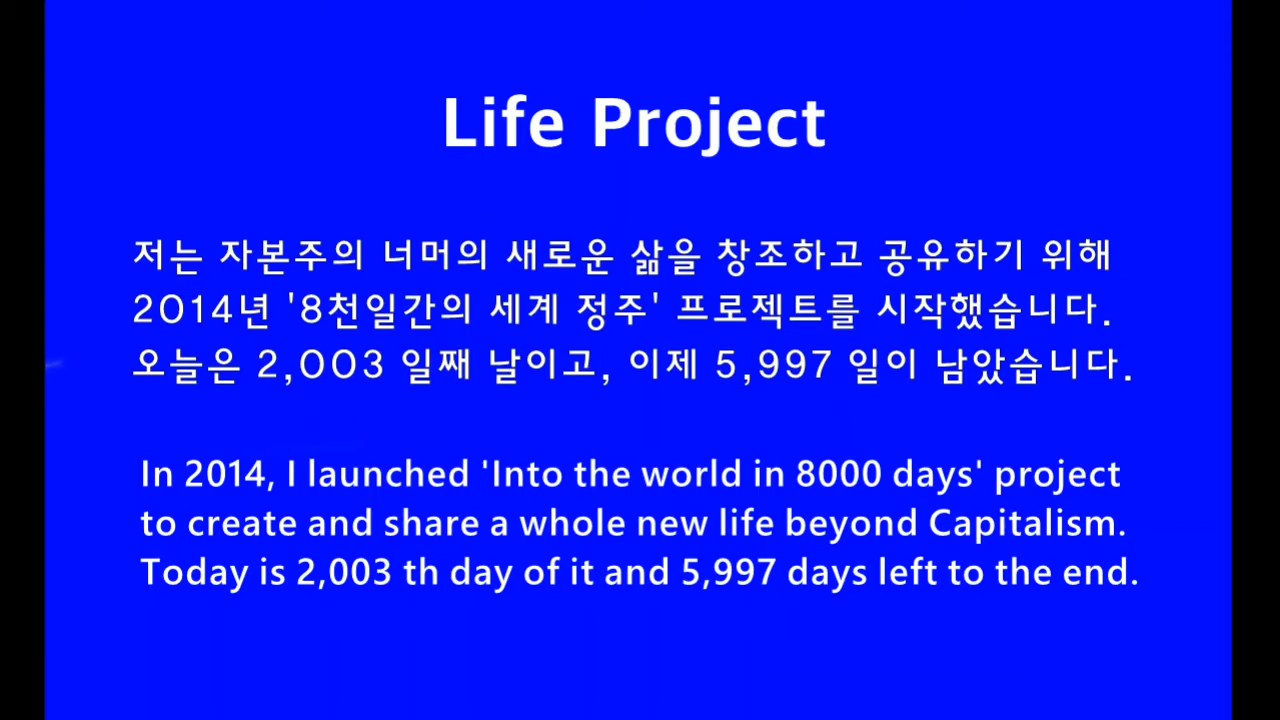 Life Project
저는 자본주의 너머의 새로운 삶을 창조하고 공유하기 위해
2014년 '8천일간의 세계 정주' 프로젝트를 시작했습니다.
오늘은 2,003 일째 날이고, 이제 5,997 일이 남았습니다.
In 2014, I launched 'Into the world in 8000 days' project
to create and share a whole new life beyond Capitalism.
Today is 2,003 th day of it and 5,997 days left to the end.